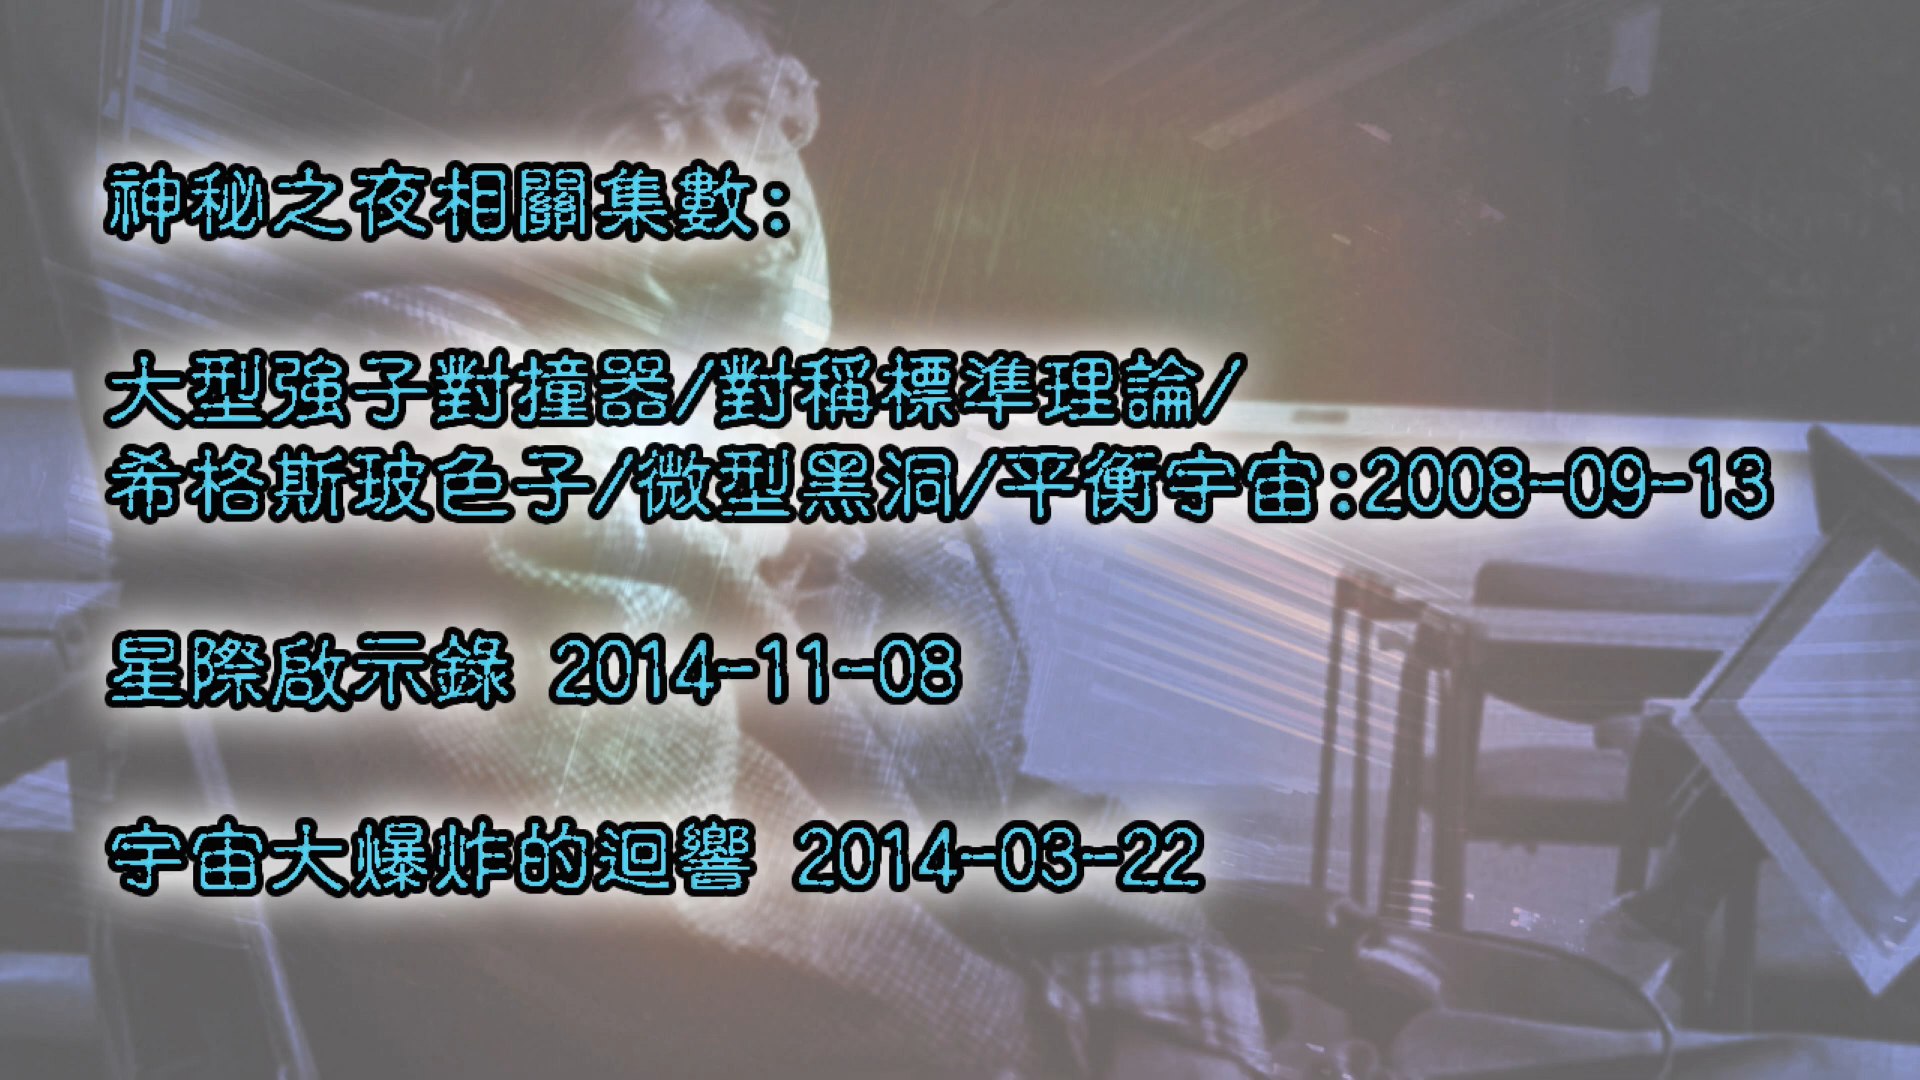 神秘之夜相關集數:
大型強子對撞器/對稱標準理論/
希格斯玻色子/微型黑洞/平衡宇宙:2008-09-13
星際啟示錄 2014-11-08
宇宙大爆炸的迴響 2014-03-22